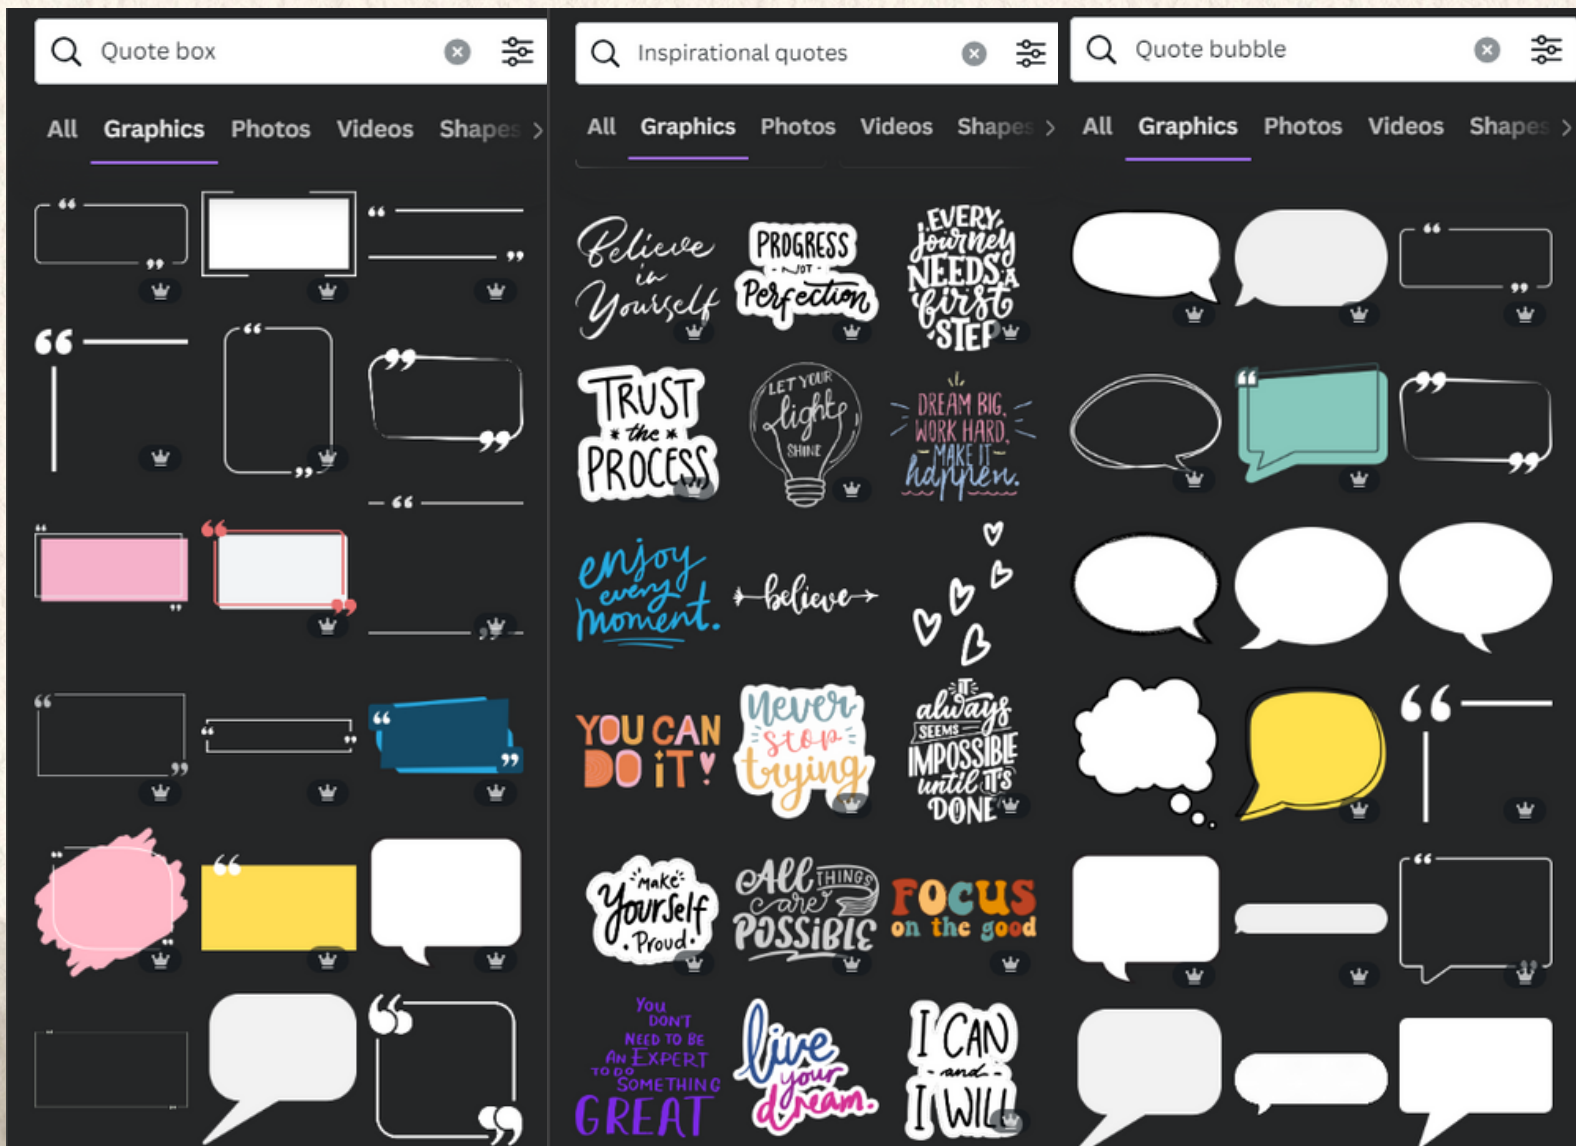 Quote box
All Graphics Photos Videos Shapes
Inspirational quotes
All Graphics Photos Videos Shapes
Believe
in
Yourself
PROGRESS
NOT
Perfection
EVERY
journey
NEEDS A
first
STEP
TRUST
the
PROCESS
LET YOUR
light
SHINE
DREAM BIG,
WORK HARD,
MAKE IT
happen.
enjoy
every
moment.
believe
YOU CAN
DO iT!
never
stop
trying
IT
always
SEEMS
IMPOSSIBLE
until IT'S
DONE
Make
Yourself
Proud.
All THINGS
are
POSSiBLE
FOCUS
on the good
You
DON'T
NEED TO BE
AN EXPERT
TO DO
SOMETHING
GREAT
live
your
dream.
I CAN
and
I WILL
Quote bubble
All Graphics Photos Videos Shapes